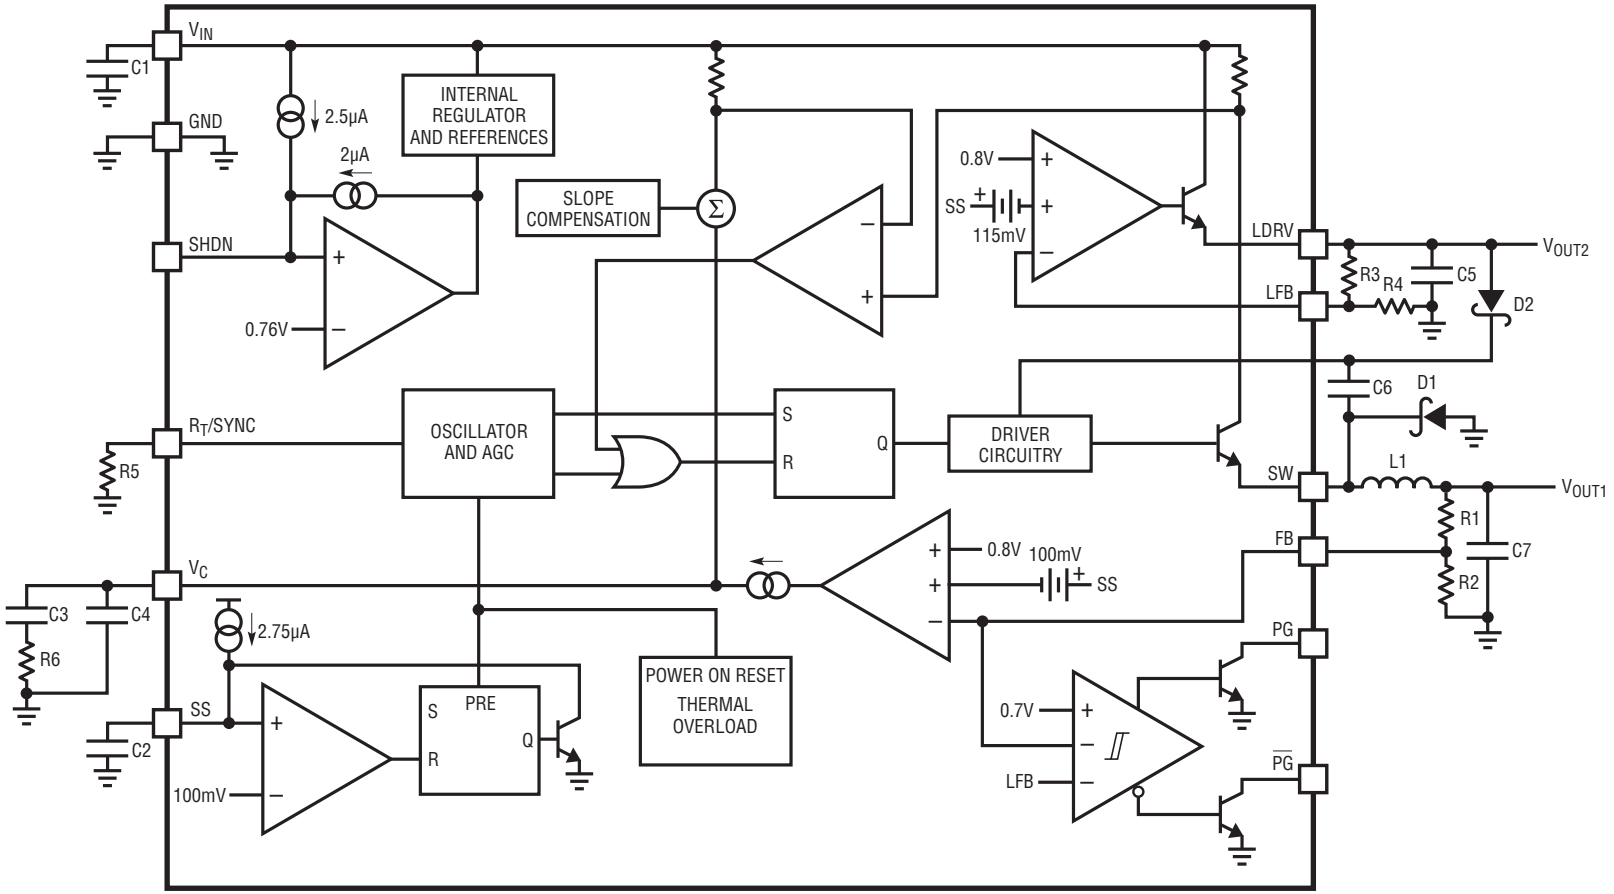 VIN
C1
GND
2.5µA
2µA
INTERNAL
REGULATOR
AND REFERENCES
SLOPE
COMPENSATION
Σ
SHDN
+
−
0.76V
−
+
0.8V
+
SS
+
+
115mV
−
LDRV
VOUT2
R3
R4
C5
LFB
D2
C6
D1
RT/SYNC
R5
OSCILLATOR
AND AGC
S
R
Q
DRIVER
CIRCUITRY
SW
L1
VOUT1
R1
FB
C7
R2
+
0.8V
100mV
+
+
SS
−
VC
C3
C4
R6
2.75µA
SS
C2
+
100mV
−
S
PRE
R
Q
POWER ON RESET
THERMAL
OVERLOAD
0.7V
+
−
LFB
−
PG
P̅G̅